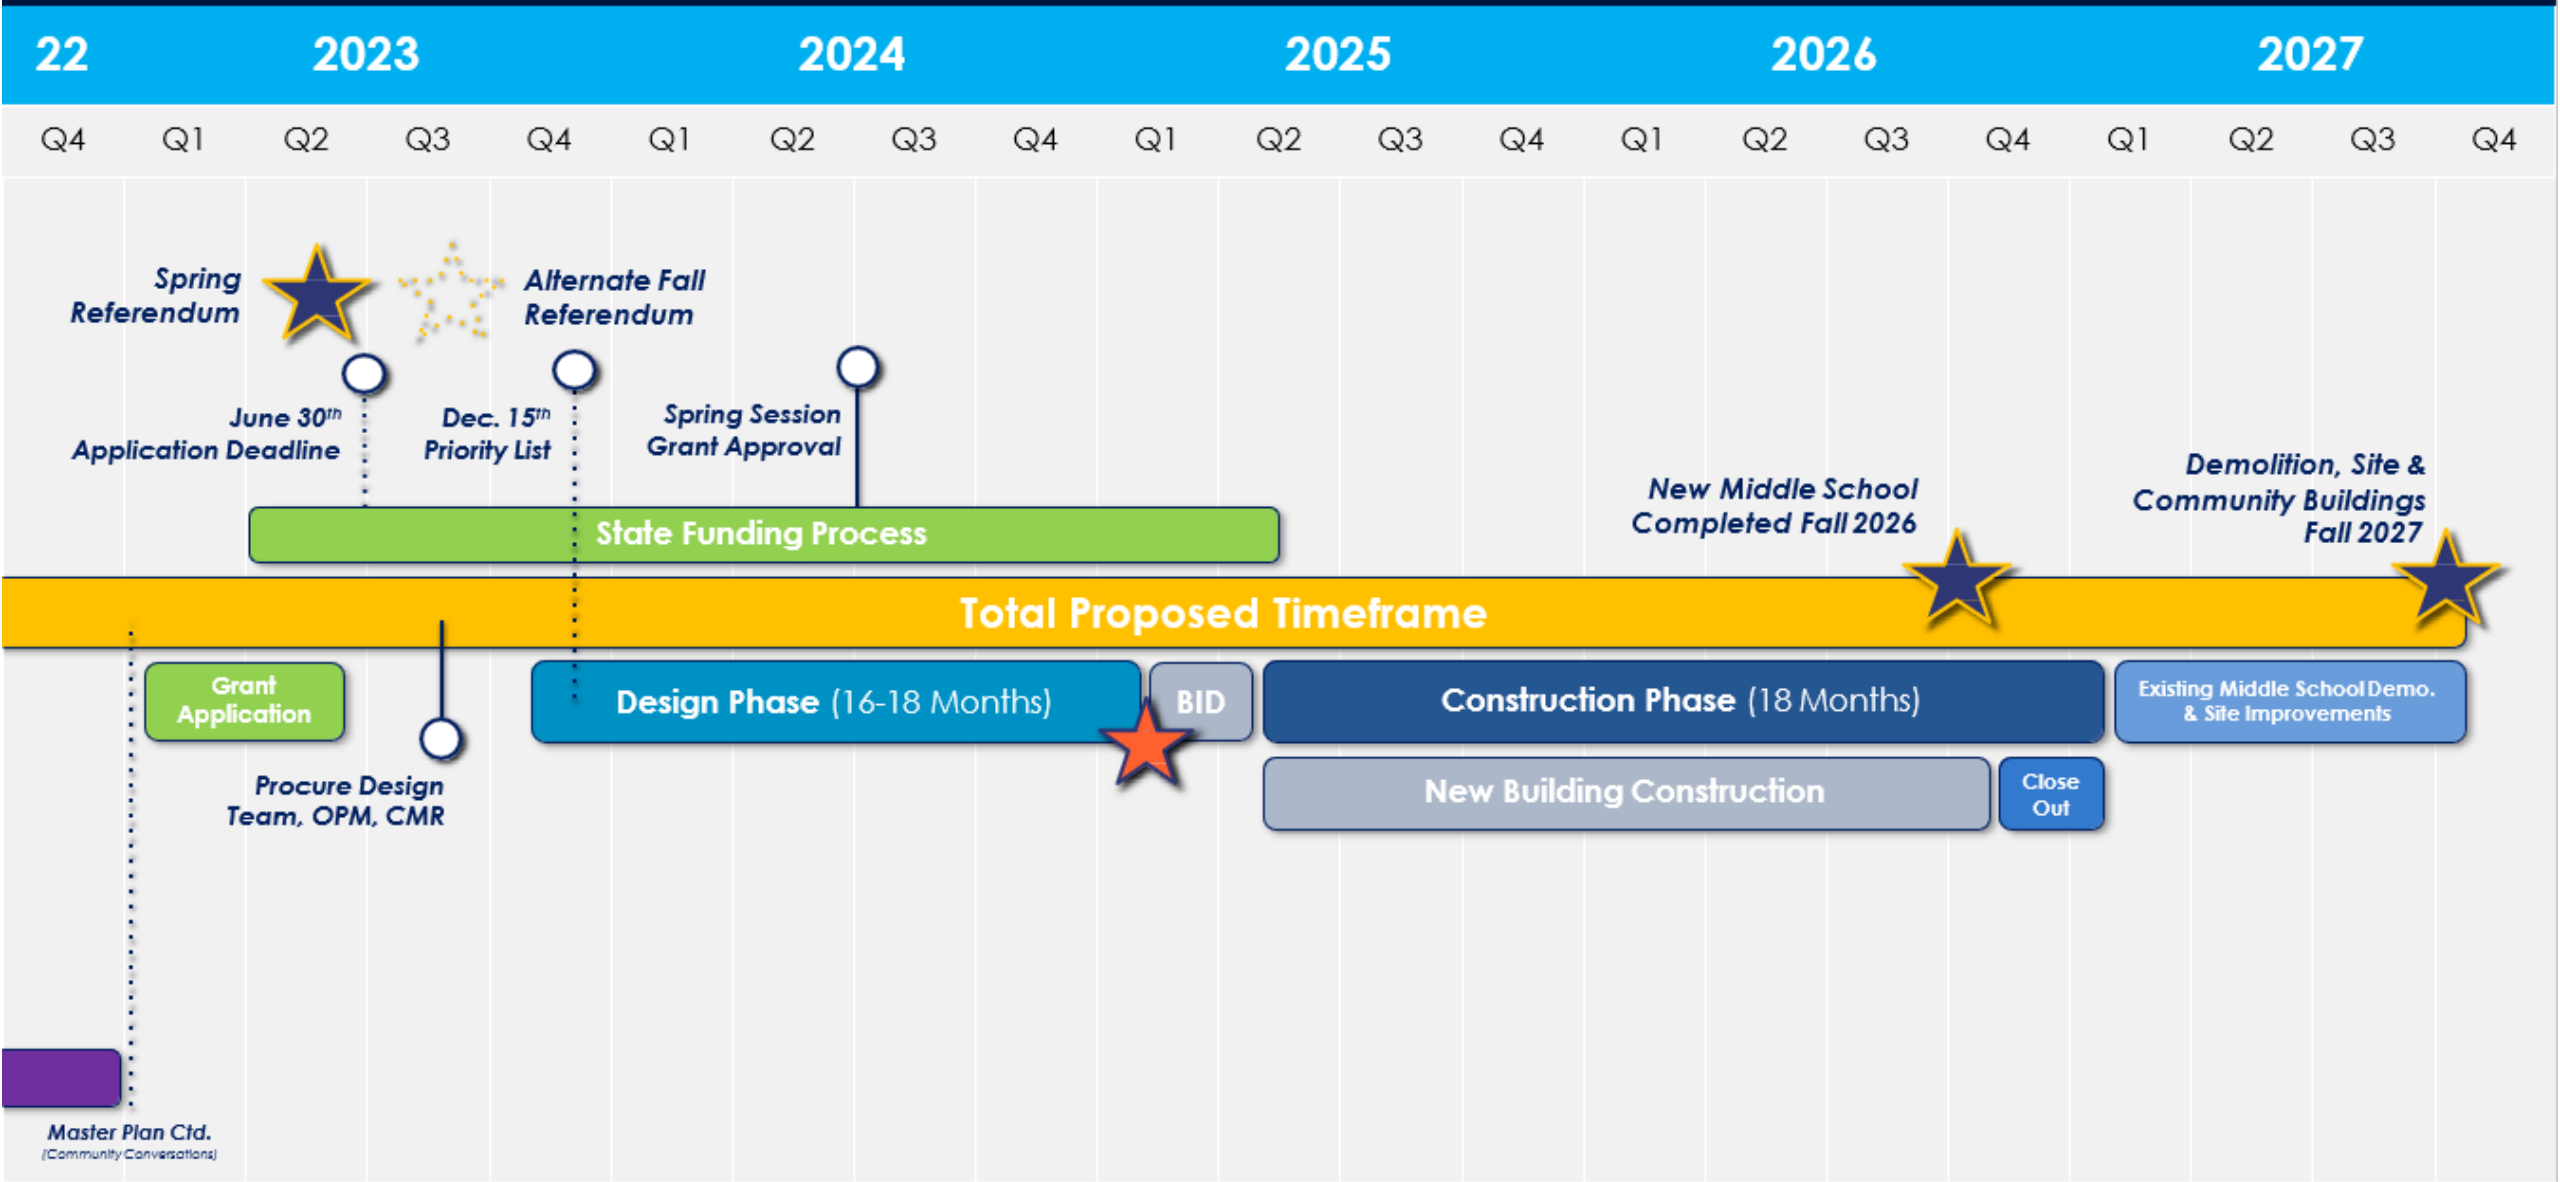 22 2023 2024 2025 2026 2027
Q4 Q1 Q2 Q3 Q4 Q1 Q2 Q3 Q4 Q1 Q2 Q3 Q4 Q1 Q2 Q3 Q4 Q1 Q2 Q3 Q4
Spring
Referendum
Alternate Fall
Referendum
June 30th
Application Deadline
Dec. 15th
Priority List
Spring Session
Grant Approval
New Middle School
Completed Fall 2026
Demolition, Site &
Community Buildings
Fall 2027
State Funding Process
Total Proposed Timeframe
Grant
Application
Design Phase (16-18 Months)
BID
Construction Phase (18 Months)
Existing Middle School Demo.
& Site Improvements
Procure Design
Team, OPM, CMR
New Building Construction
Close
Out
Master Plan Ctd.
(Community Conversations)